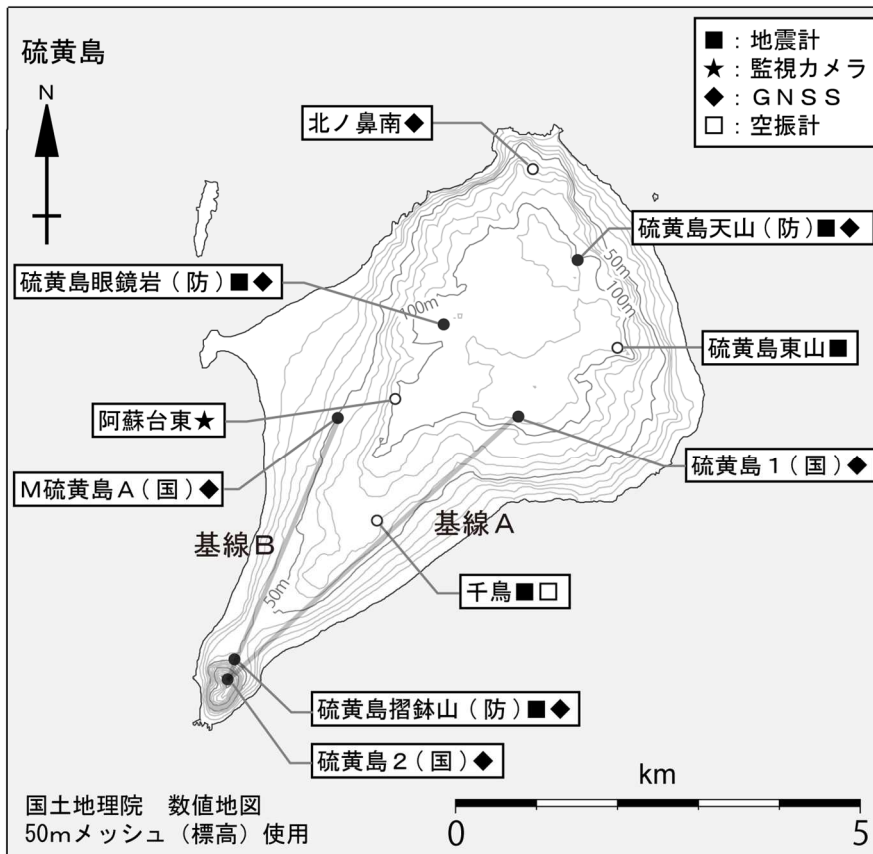 硫黄島
N
■：地震計
★：監視カメラ
◆：ＧＮＳＳ
□：空振計
北ノ鼻南◆
硫黄島天山（防）■◆
硫黄島眼鏡岩（防）■◆
50m
100m
100m
硫黄島東山■
阿蘇台東★
硫黄島１（国）◆
Ｍ硫黄島Ａ（国）◆
基線Ａ
基線Ｂ
50m
千鳥■□
硫黄島摺鉢山（防）■◆
硫黄島２（国）◆
km
0
5
国土地理院　数値地図
50mメッシュ（標高）使用